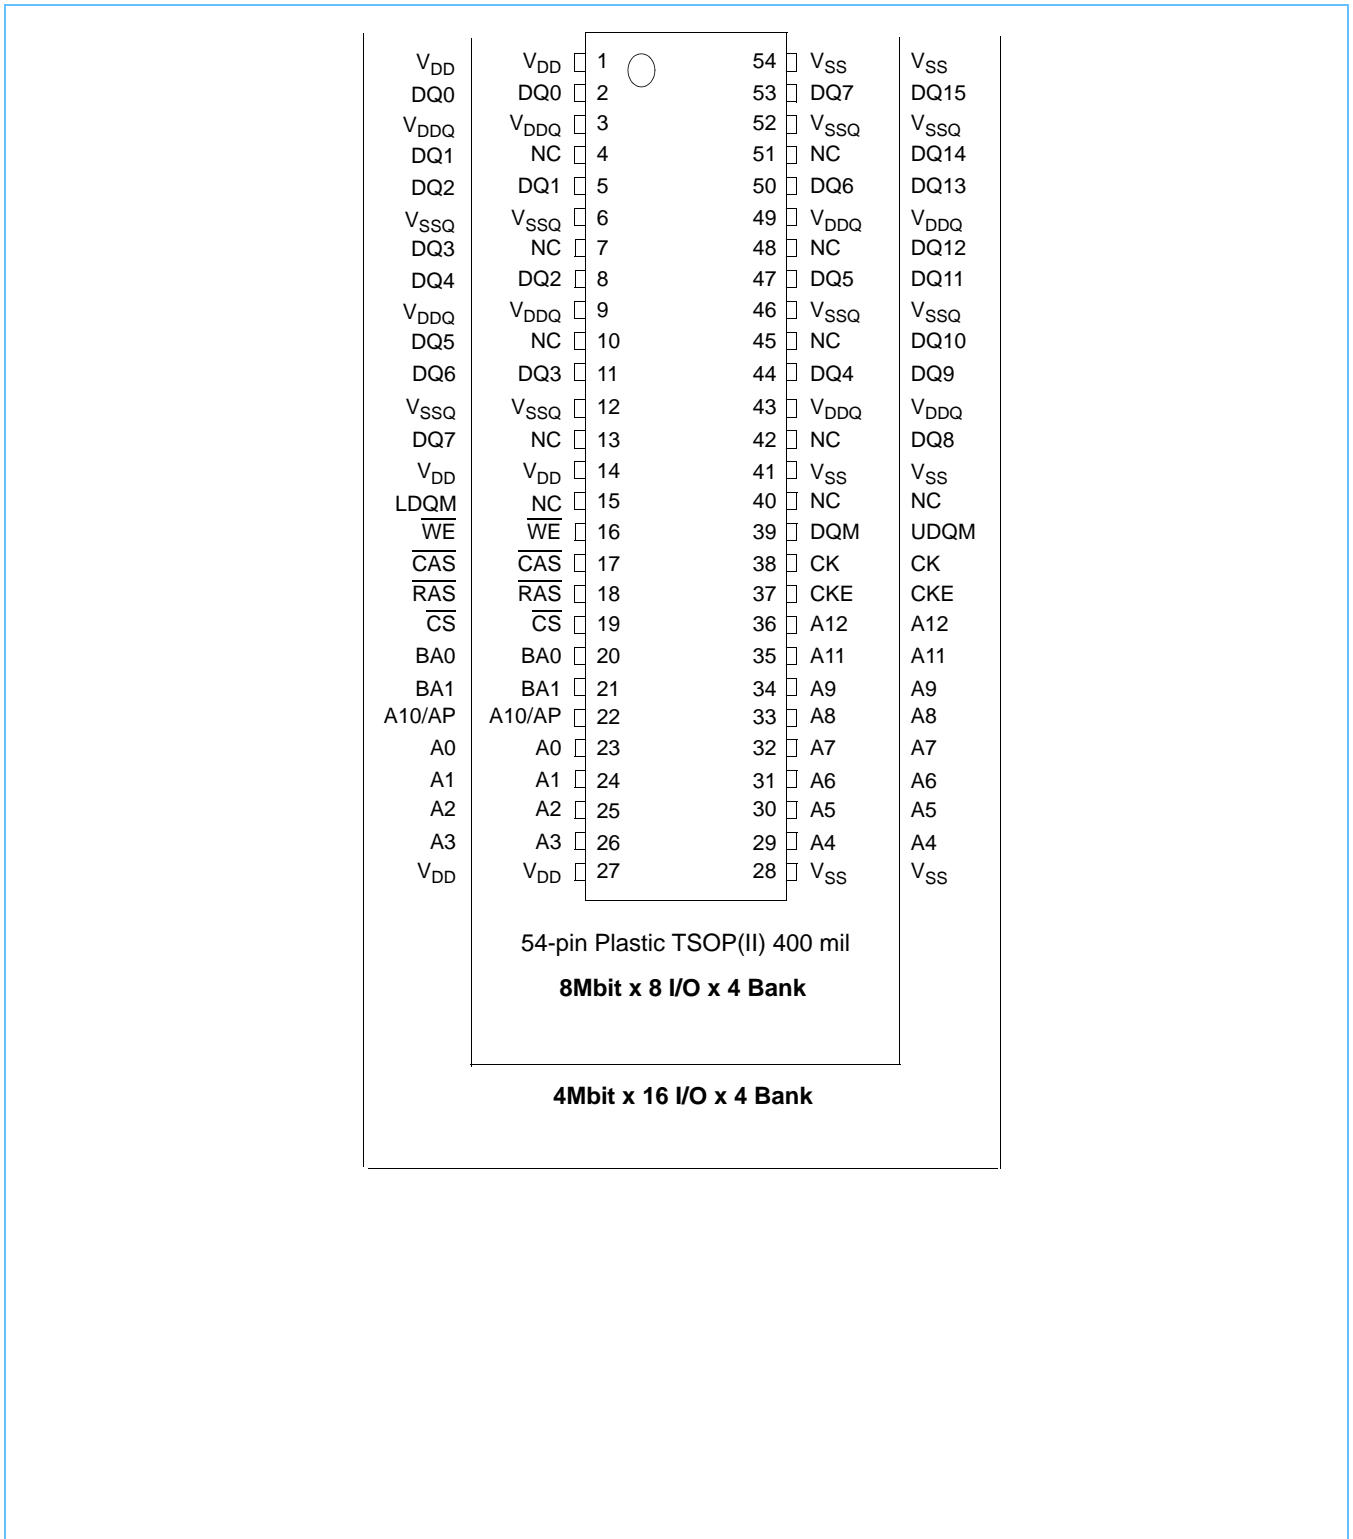 VDD VDD 1 54 VSS VSS
DQ0 DQ0 2 53 DQ7 DQ15
VDDQ VDDQ 3 52 VSSQ VSSQ
DQ1 NC 4 51 NC DQ14
DQ2 DQ1 5 50 DQ6 DQ13
VSSQ VSSQ 6 49 VDDQ VDDQ
DQ3 NC 7 48 NC DQ12
DQ4 DQ2 8 47 DQ5 DQ11
VDDQ VDDQ 9 46 VSSQ VSSQ
DQ5 NC 10 45 NC DQ10
DQ6 DQ3 11 44 DQ4 DQ9
VSSQ VSSQ 12 43 VDDQ VDDQ
DQ7 NC 13 42 NC DQ8
VDD VDD 14 41 VSS VSS
LDQM NC 15 40 NC NC
W̅E̅ W̅E̅ 16 39 DQM UDQM
C̅A̅S̅ C̅A̅S̅ 17 38 CK CK
R̅A̅S̅ R̅A̅S̅ 18 37 CKE CKE
C̅S̅ C̅S̅ 19 36 A12 A12
BA0 BA0 20 35 A11 A11
BA1 BA1 21 34 A9 A9
A10/AP A10/AP 22 33 A8 A8
A0 A0 23 32 A7 A7
A1 A1 24 31 A6 A6
A2 A2 25 30 A5 A5
A3 A3 26 29 A4 A4
VDD VDD 27 28 VSS VSS
54-pin Plastic TSOP(II) 400 mil
8Mbit x 8 I/O x 4 Bank
4Mbit x 16 I/O x 4 Bank